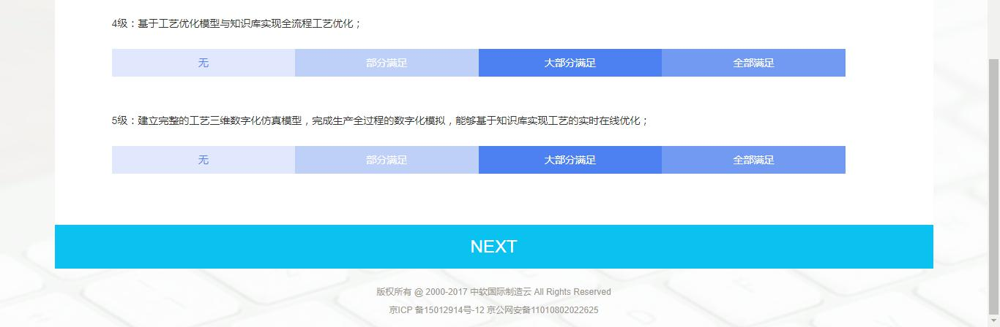 4级：基于工艺优化模型与知识库实现全流程工艺优化；
无 部分满足 大部分满足 全部满足
5级：建立完整的工艺三维数字化仿真模型，完成生产全过程的数字化模拟，能够基于知识库实现工艺的实时在线优化；
无 部分满足 大部分满足 全部满足
NEXT
版权所有 @ 2000-2017 中软国际制造云 All Rights Reserved
京ICP 备15012914号-12 京公网安备11010802022625